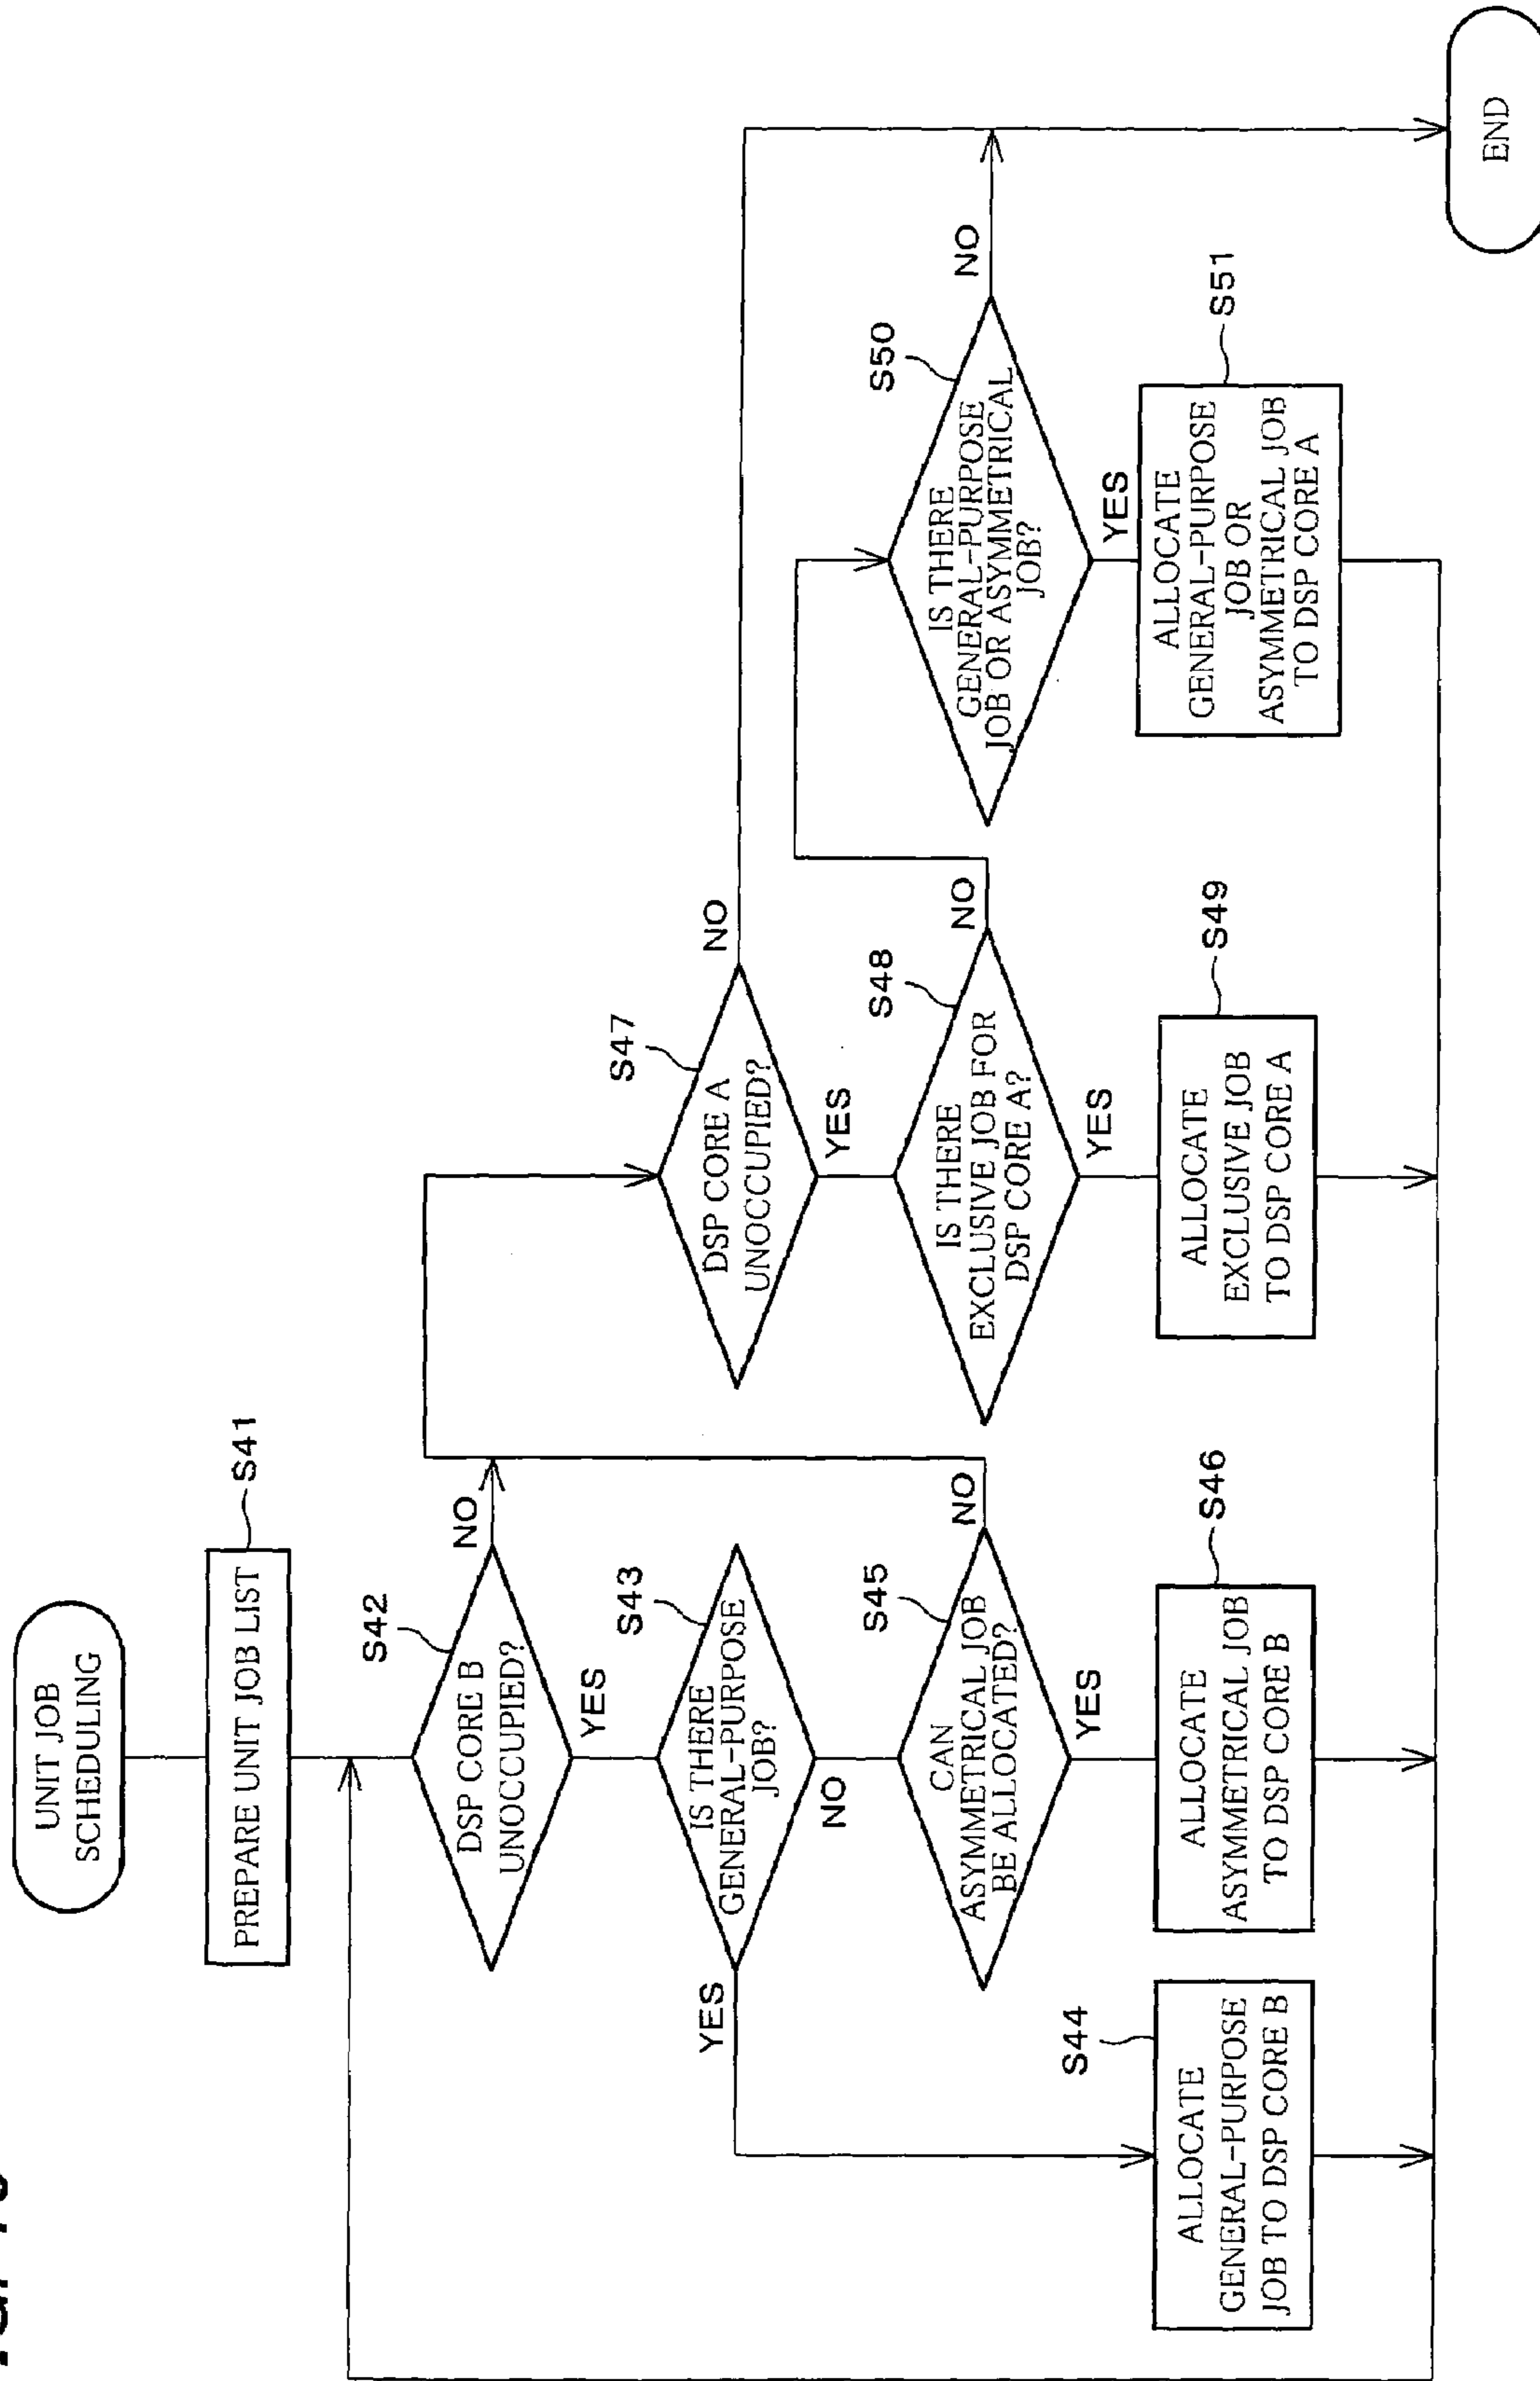 UNIT JOB
SCHEDULING
PREPARE UNIT JOB LIST
S41
DSP CORE B
UNOCCUPIED?
S42
NO
YES
IS THERE
GENERAL-PURPOSE
JOB?
S43
YES
NO
ALLOCATE
GENERAL-PURPOSE
JOB TO DSP CORE B
S44
CAN
ASYMMETRICAL JOB
BE ALLOCATED?
S45
NO
YES
ALLOCATE
ASYMMETRICAL JOB
TO DSP CORE B
S46
DSP CORE A
UNOCCUPIED?
S47
NO
YES
IS THERE
EXCLUSIVE JOB FOR
DSP CORE A?
S48
NO
YES
ALLOCATE
EXCLUSIVE JOB
TO DSP CORE A
S49
IS THERE
GENERAL-PURPOSE
JOB OR ASYMMETRICAL
JOB?
S50
NO
YES
ALLOCATE
GENERAL-PURPOSE
JOB OR
ASYMMETRICAL JOB
TO DSP CORE A
S51
END